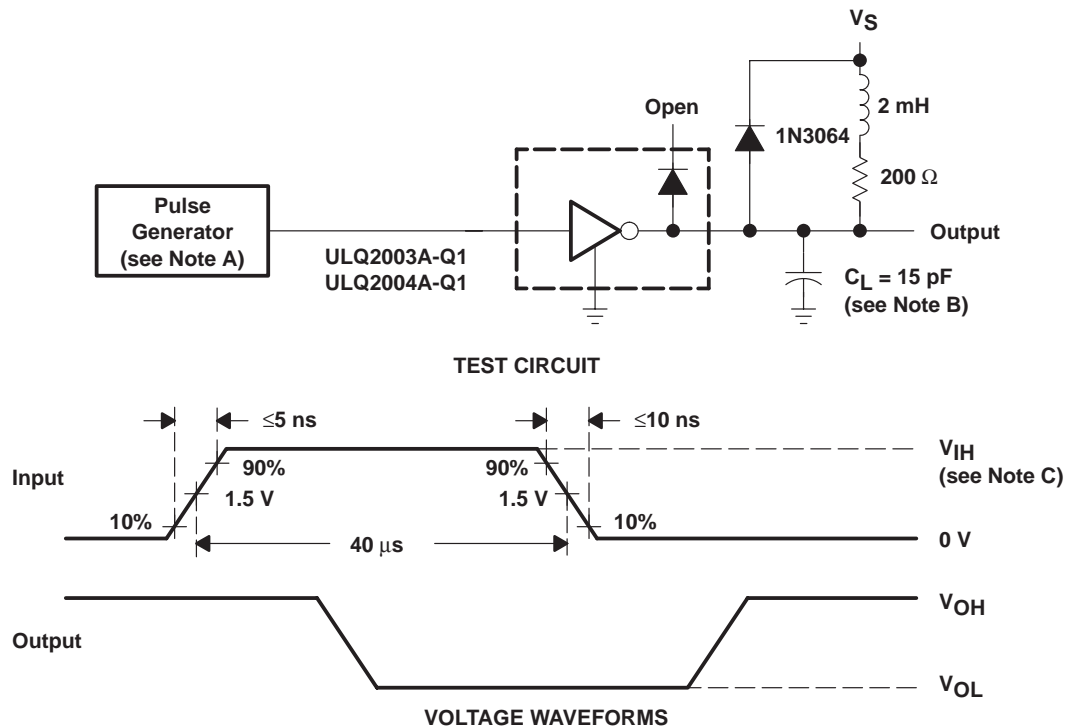 VS
2 mH
Open
1N3064
200 Ω
Pulse
Generator
(see Note A)
Output
ULQ2003A-Q1
ULQ2004A-Q1
CL = 15 pF
(see Note B)
TEST CIRCUIT
≤5 ns
≤10 ns
VIH
(see Note C)
Input
90%
90%
1.5 V
1.5 V
10%
10%
40 μs
0 V
VOH
Output
VOL
VOLTAGE WAVEFORMS